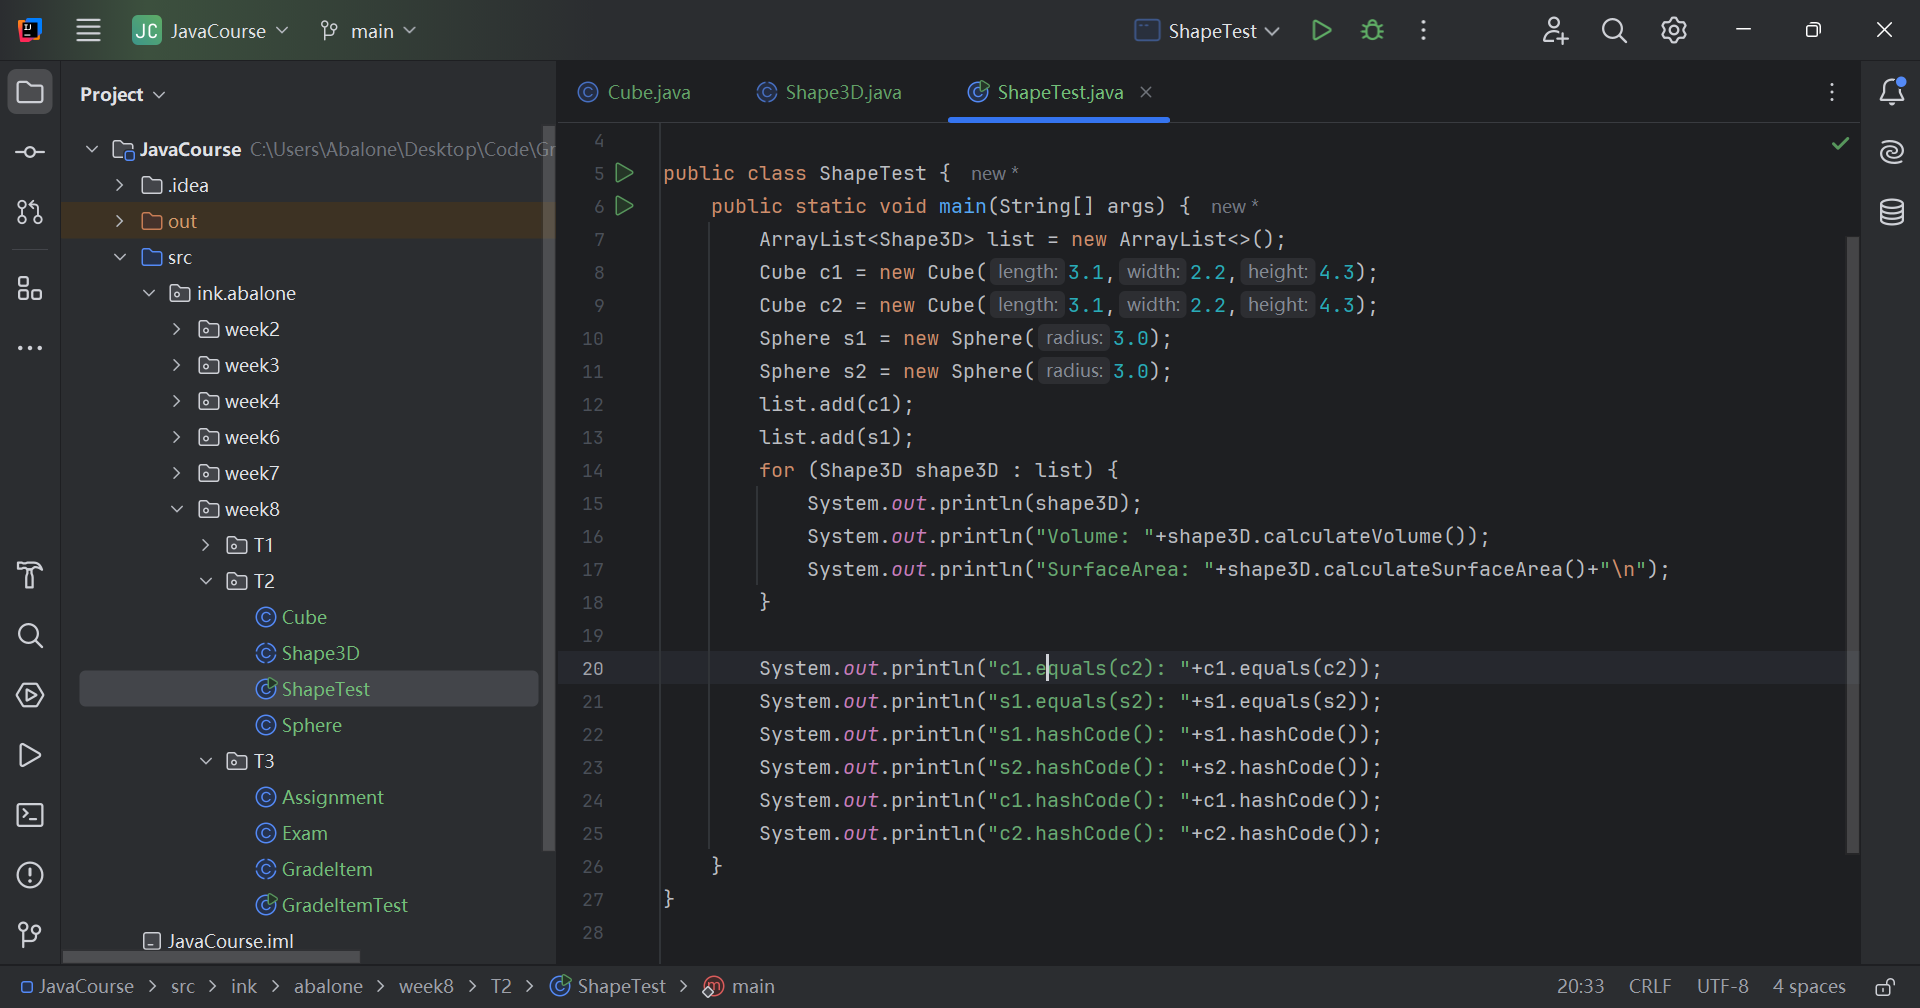 JC JavaCourse main ShapeTest
Project
Cube.java Shape3D.java ShapeTest.java
JavaCourse C:\Users\Abalone\Desktop\Code\Gr
.idea
out
src
ink.abalone
week2
week3
week4
week6
week7
week8
T1
T2
Cube
Shape3D
ShapeTest
Sphere
T3
Assignment
Exam
GradeItem
GradeItemTest
JavaCourse.iml
4
5 public class ShapeTest { new *
6 public static void main(String[] args) { new *
7 ArrayList<Shape3D> list = new ArrayList<>();
8 Cube c1 = new Cube( length: 3.1, width: 2.2, height: 4.3);
9 Cube c2 = new Cube( length: 3.1, width: 2.2, height: 4.3);
10 Sphere s1 = new Sphere( radius: 3.0);
11 Sphere s2 = new Sphere( radius: 3.0);
12 list.add(c1);
13 list.add(s1);
14 for (Shape3D shape3D : list) {
15 System.out.println(shape3D);
16 System.out.println("Volume: "+shape3D.calculateVolume());
17 System.out.println("SurfaceArea: "+shape3D.calculateSurfaceArea()+"\n");
18 }
19
20 System.out.println("c1.equals(c2): "+c1.equals(c2));
21 System.out.println("s1.equals(s2): "+s1.equals(s2));
22 System.out.println("s1.hashCode(): "+s1.hashCode());
23 System.out.println("s2.hashCode(): "+s2.hashCode());
24 System.out.println("c1.hashCode(): "+c1.hashCode());
25 System.out.println("c2.hashCode(): "+c2.hashCode());
26 }
27 }
28
JavaCourse > src > ink > abalone > week8 > T2 > ShapeTest > main 20:33 CRLF UTF-8 4 spaces